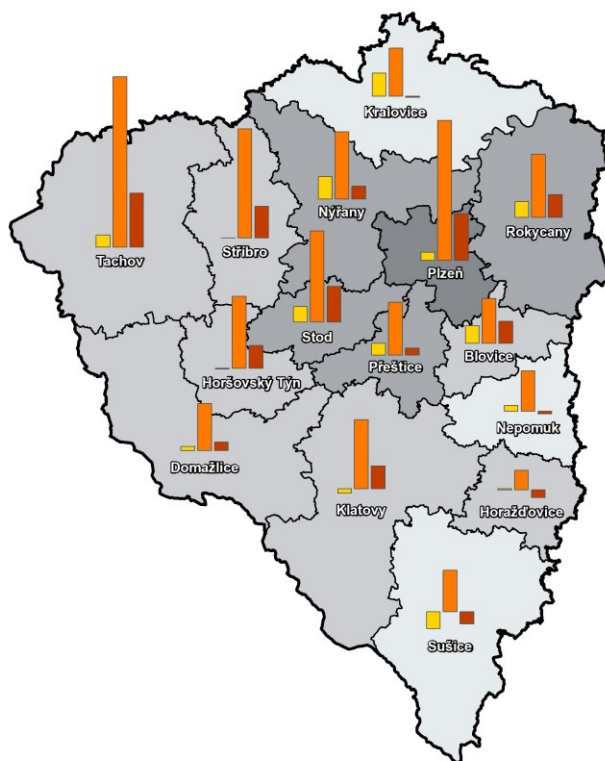 Kralovice
Nýřany
Rokycany
Tachov
Stříbro
Plzeň
Stod
Blovice
Přeštice
Horšovský Týn
Nepomuk
Domažlice
Klatovy
Horažďovice
Sušice